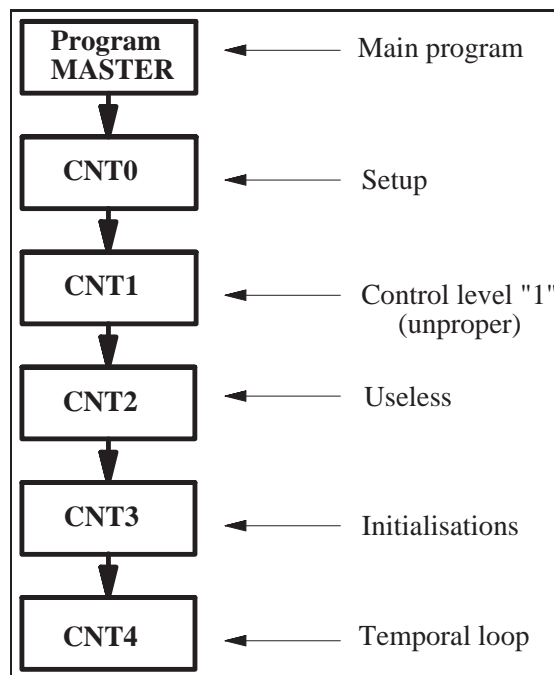 Program
MASTER
Main program
CNT0
Setup
CNT1
Control level "1"
(unproper)
CNT2
Useless
CNT3
Initialisations
CNT4
Temporal loop